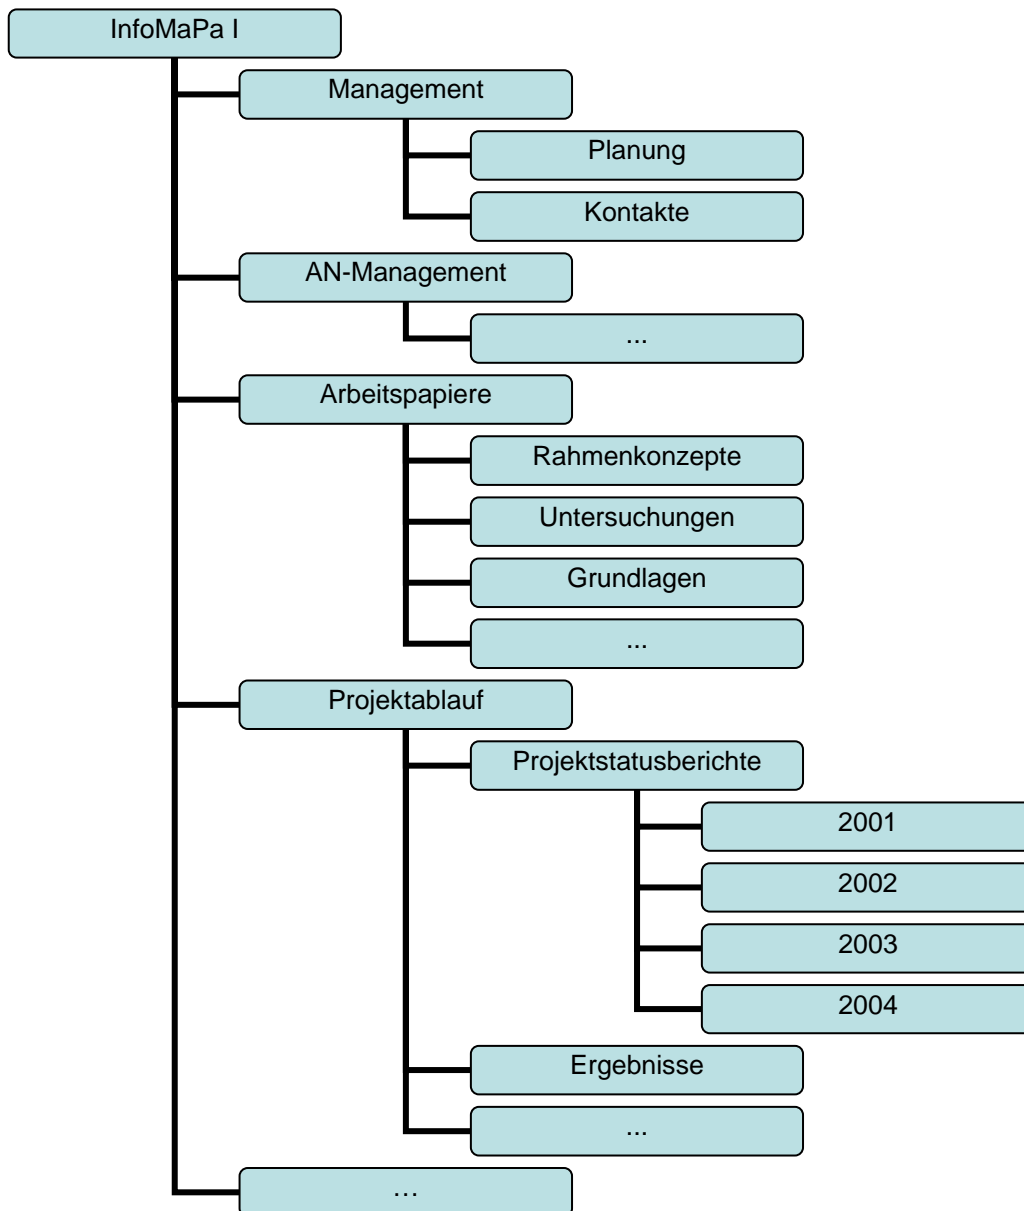 InfoMaPa I
Management
Planung
Kontakte
AN-Management
...
Arbeitspapiere
Rahmenkonzepte
Untersuchungen
Grundlagen
...
Projektablauf
Projektstatusberichte
2001
2002
2003
2004
Ergebnisse
...
…